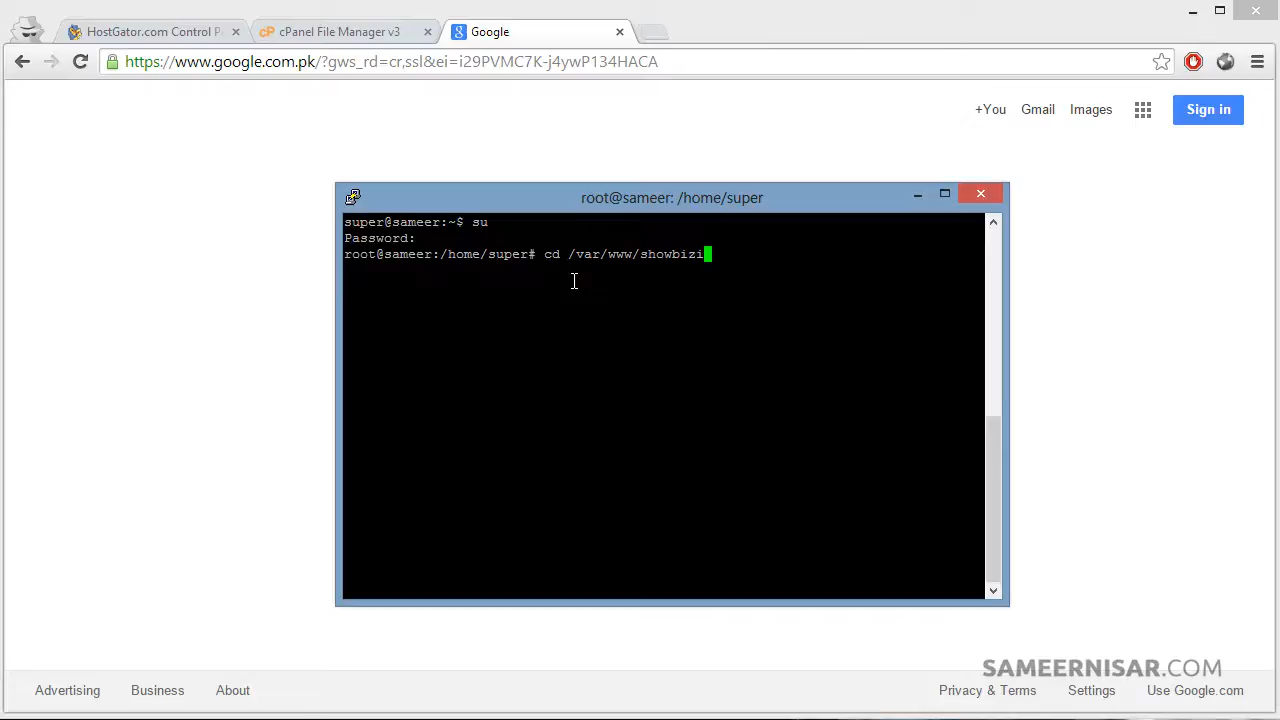 HostGator.com Control P
cPanel File Manager v3
Google
https://www.google.com.pk/?gws_rd=cr,ssl&ei=i29PVMC7K-j4ywP134HACA
+You Gmail Images Sign in
root@sameer: /home/super
super@sameer:~$ su
Password:
root@sameer:/home/super# cd /var/www/showbizi
SAMEERNISAR.COM
Advertising Business About Privacy & Terms Settings Use Google.com